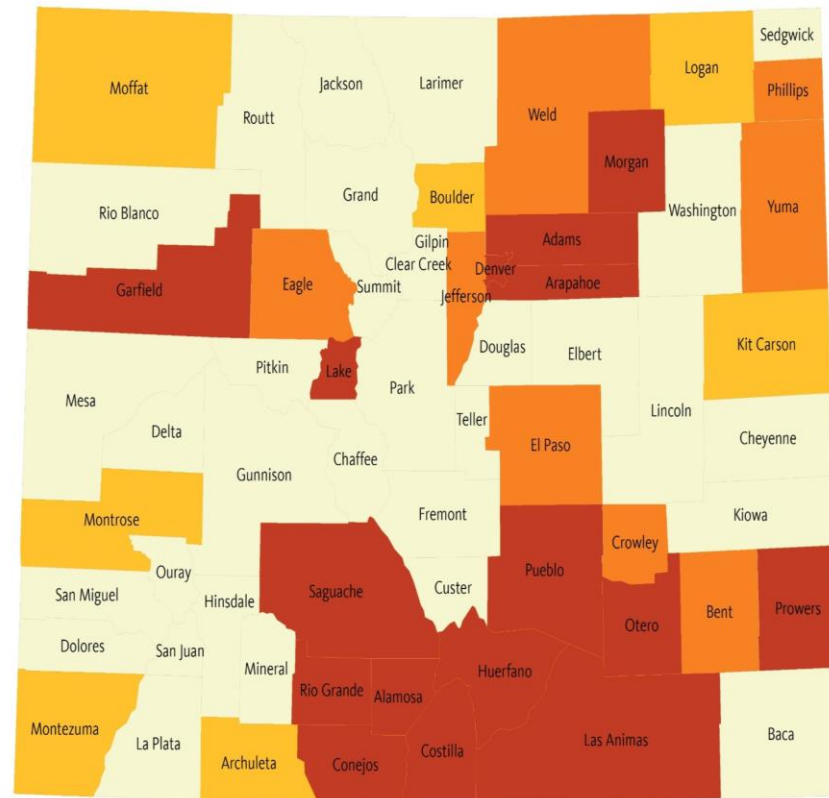 Sedgwick
Moffat
Jackson
Larimer
Logan
Routt
Phillips
Weld
Morgan
Grand
Boulder
Rio Blanco
Washington
Yuma
Gilpin
Adams
Clear Creek
Denver
Garfield
Eagle
Summit
Jefferson
Arapahoe
Douglas
Elbert
Kit Carson
Pitkin
Lake
Park
Mesa
Teller
Lincoln
Delta
Cheyenne
Chaffee
El Paso
Gunnison
Fremont
Kiowa
Montrose
Crowley
Ouray
Pueblo
Custer
Saguache
San Miguel
Hinsdale
Otero
Bent
Prowers
Dolores
San Juan
Mineral
Huerfano
Rio Grande
Alamosa
Montezuma
La Plata
Baca
Costilla
Las Animas
Archuleta
Conejos